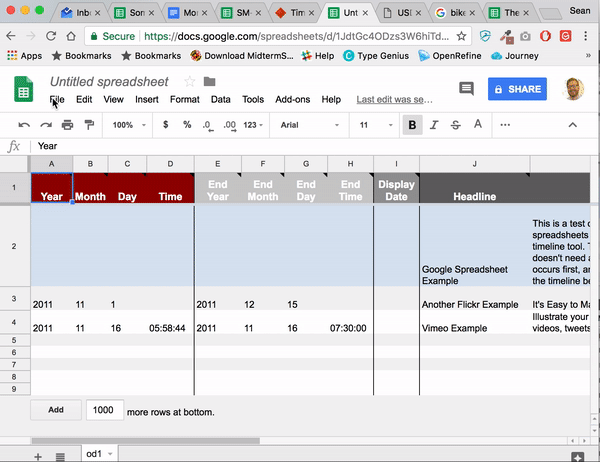 Inbo Son Mo SM- Tim Unt USI bike The Sean
Secure https://docs.google.com/spreadsheets/d/1JdtGc4ODzs3W6hiTd...
Apps Bookmarks Bookmarks Download MidtermS... Help Type Genius OpenRefine Journey
Untitled spreadsheet
File Edit View Insert Format Data Tools Add-ons Help Last edit was se... SHARE
100% $ % .0 .00 123 Arial 11 B I S A ...
fx Year
A B C D E F G H I J
1 Year Month Day Time End Year End Month End Day End Time Display Date Headline
This is a test o
spreadsheets
timeline tool. T
doesn't need a
2 Google Spreadsheet occurs first, an
Example the timeline be
3 2011 11 1 2011 12 15 Another Flickr Example It's Easy to Ma
Illustrate your
4 2011 11 16 05:58:44 2011 11 16 07:30:00 Vimeo Example videos, tweets
5
6
7
8
9
Add 1000 more rows at bottom.
+ od1